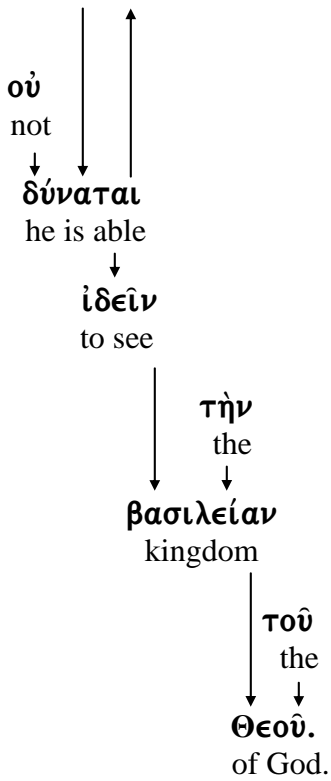 οὐ
not
δύναται
he is able
ἰδεῖν
to see
τὴν
the
βασιλείαν
kingdom
τοῦ
the
Θεοῦ.
of God.